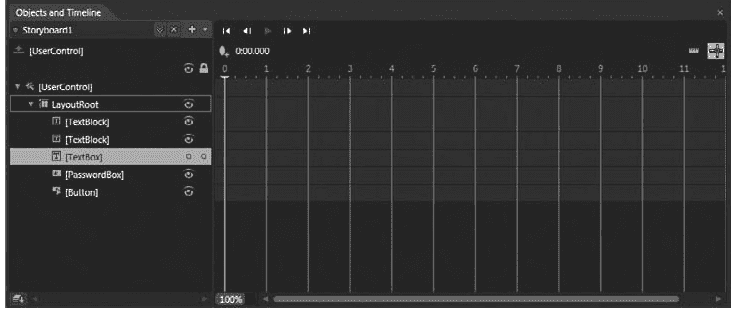 Objects and Timeline
Storyboard1
[UserControl]
0:00.000
0 1 2 3 4 5 6 7 8 9 10 11 1
[UserControl]
LayoutRoot
[TextBlock]
[TextBlock]
[TextBox]
[PasswordBox]
[Button]
100%